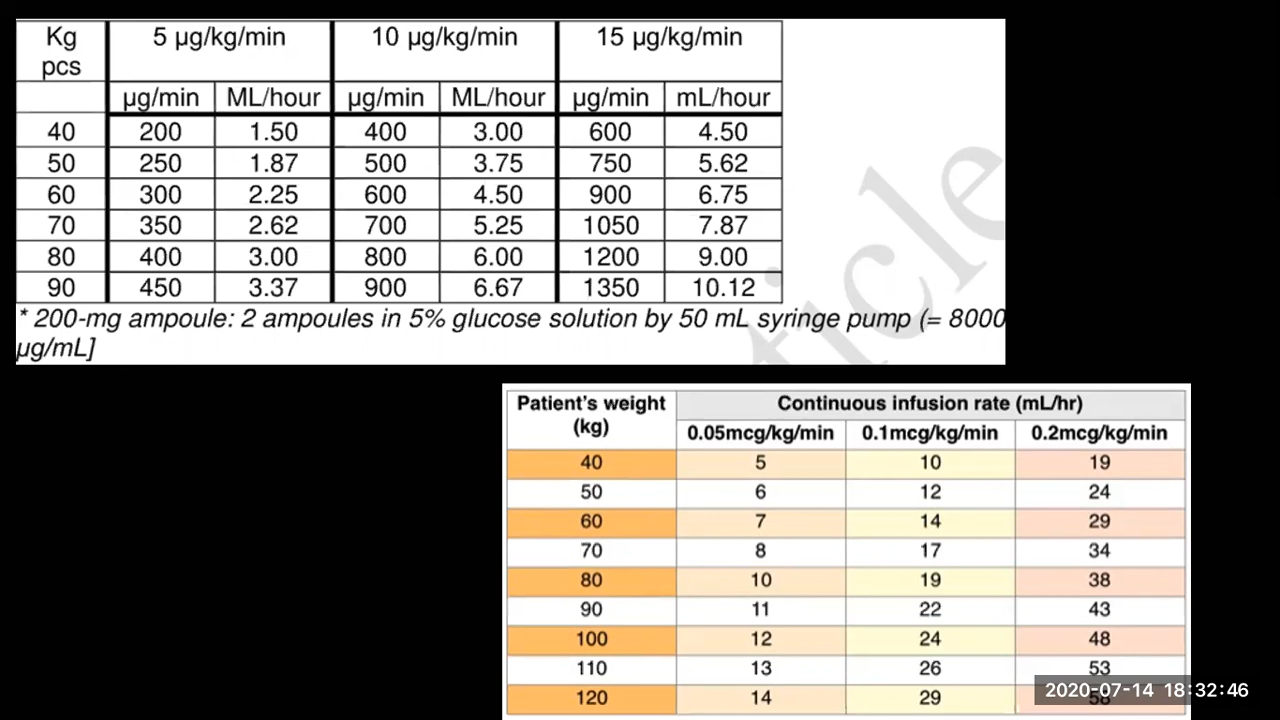 Kg pcs 5 µg/kg/min 10 µg/kg/min 15 µg/kg/min
µg/min ML/hour µg/min ML/hour µg/min mL/hour
40 200 1.50 400 3.00 600 4.50
50 250 1.87 500 3.75 750 5.62
60 300 2.25 600 4.50 900 6.75
70 350 2.62 700 5.25 1050 7.87
80 400 3.00 800 6.00 1200 9.00
90 450 3.37 900 6.67 1350 10.12
* 200-mg ampoule: 2 ampoules in 5% glucose solution by 50 mL syringe pump (= 8000
µg/mL]
ticle
Patient's weight (kg) Continuous infusion rate (mL/hr)
0.05mcg/kg/min 0.1mcg/kg/min 0.2mcg/kg/min
40 5 10 19
50 6 12 24
60 7 14 29
70 8 17 34
80 10 19 38
90 11 22 43
100 12 24 48
110 13 26 53
120 14 29 58
2020-07-14 18:32:46